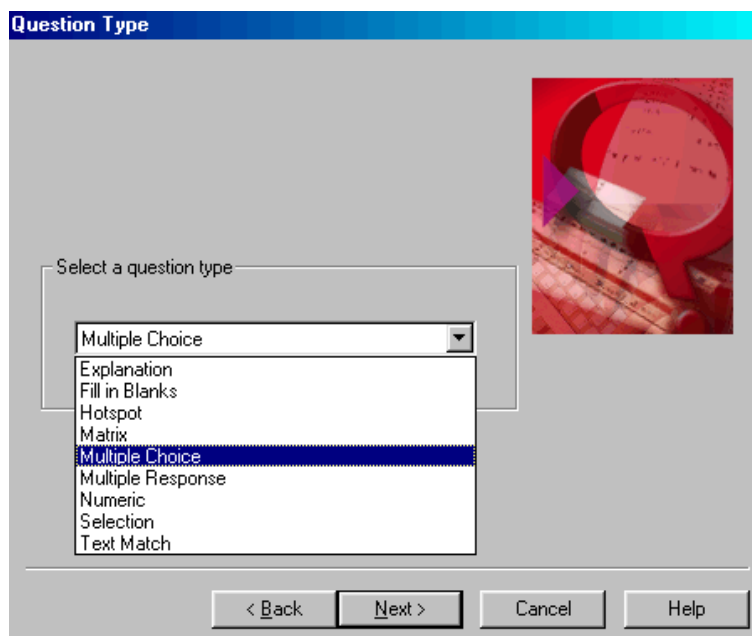 Question Type
Select a question type
Multiple Choice
Explanation
Fill in Blanks
Hotspot
Matrix
Multiple Choice
Multiple Response
Numeric
Selection
Text Match
< Back Next > Cancel Help